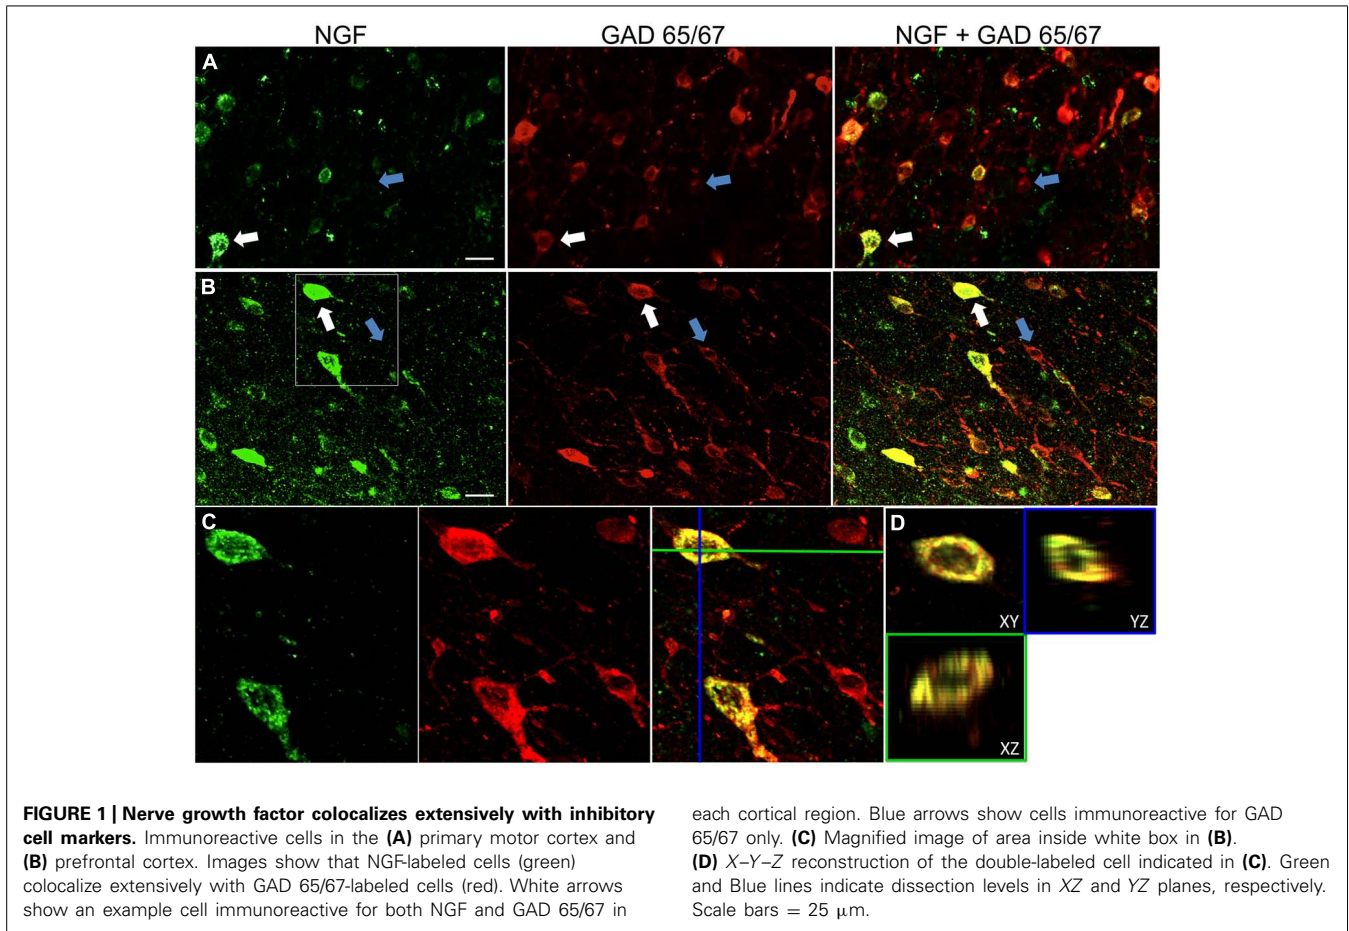 NGF
GAD 65/67
NGF + GAD 65/67
A
B
C
D
XY
YZ
XZ
FIGURE 1 | Nerve growth factor colocalizes extensively with inhibitory
cell markers. Immunoreactive cells in the (A) primary motor cortex and
(B) prefrontal cortex. Images show that NGF-labeled cells (green)
colocalize extensively with GAD 65/67-labeled cells (red). White arrows
show an example cell immunoreactive for both NGF and GAD 65/67 in
each cortical region. Blue arrows show cells immunoreactive for GAD
65/67 only. (C) Magnified image of area inside white box in (B).
(D) X–Y–Z reconstruction of the double-labeled cell indicated in (C). Green
and Blue lines indicate dissection levels in XZ and YZ planes, respectively.
Scale bars = 25 μm.